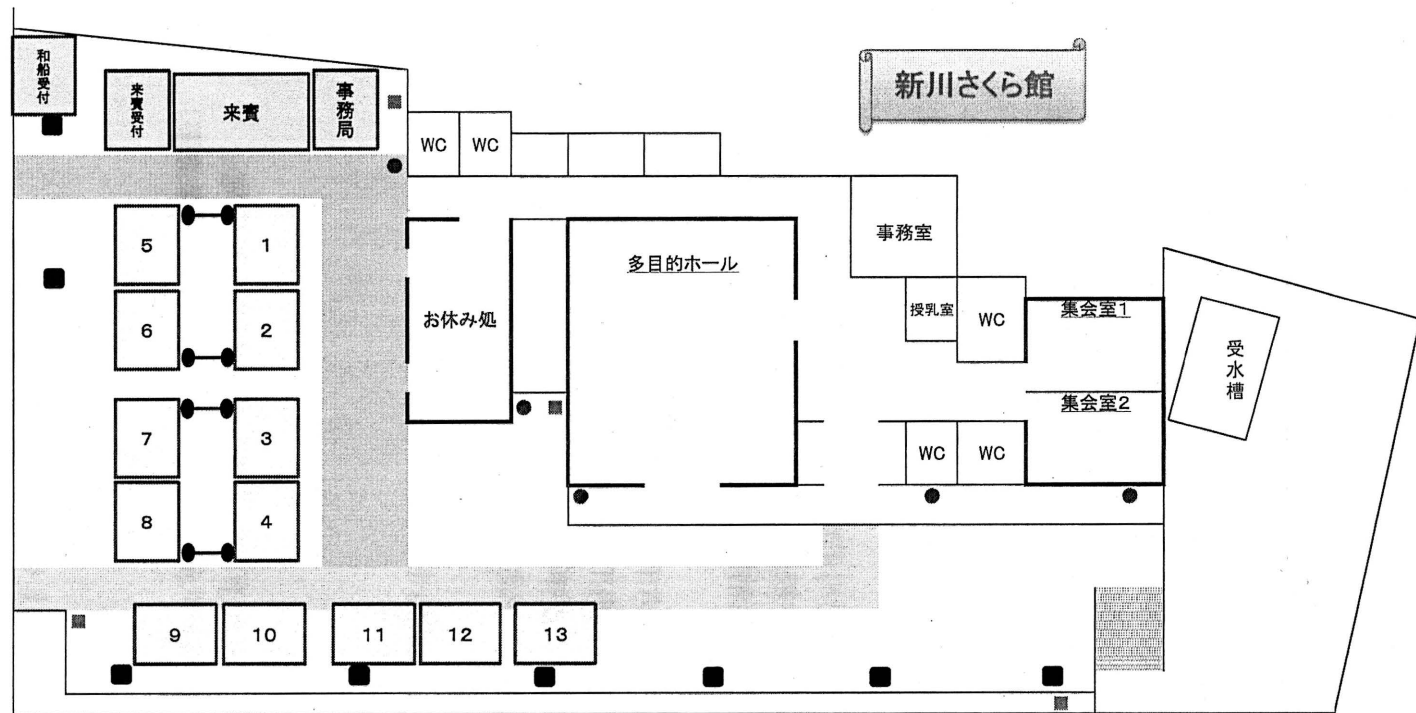 新川さくら館
和船受付
来賓受付
来賓
事務局
WC
WC
事務室
5
1
多目的ホール
お休み処
授乳室
WC
集会室1
6
2
受水槽
集会室2
7
3
WC
WC
8
4
9
10
11
12
13